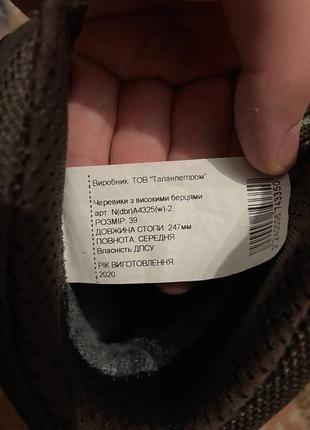 Виробник: ТОВ "Таланлегпром"
Черевики з високими берцями
арт. N(dbr)A4325(w)-2
РОЗМІР: 39
ДОВЖИНА СТОПИ: 247мм
ПОВНОТА: СЕРЕДНЯ
Власність ДПСУ
РІК ВИГОТОВЛЕННЯ:
2020